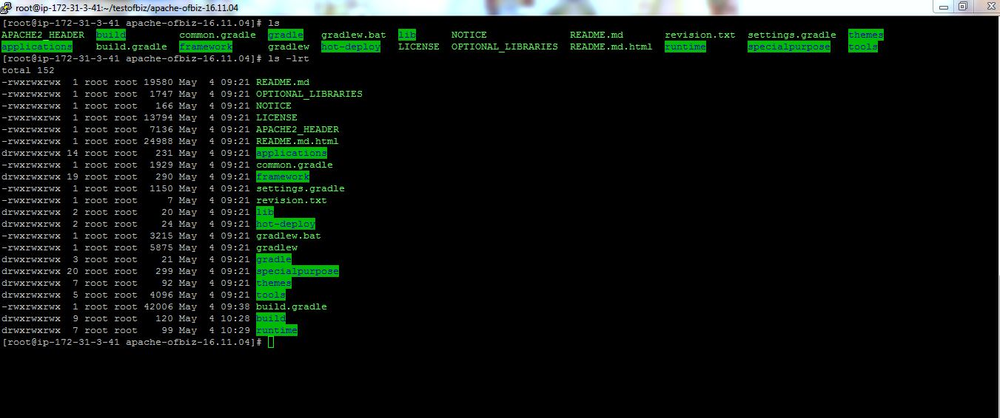 root@ip-172-31-3-41:~/testofbiz/apache-ofbiz-16.11.04
[root@ip-172-31-3-41 apache-ofbiz-16.11.04]# ls
APACHE2_HEADER  build         common.gradle  gradle   gradlew.bat  lib      NOTICE              README.md       revision.txt  settings.gradle  themes
applications    build.gradle  framework      gradlew  hot-deploy   LICENSE  OPTIONAL_LIBRARIES  README.md.html  runtime       specialpurpose   tools
[root@ip-172-31-3-41 apache-ofbiz-16.11.04]# ls -lrt
total 152
-rwxrwxrwx  1 root root 19580 May  4 09:21 README.md
-rwxrwxrwx  1 root root  1747 May  4 09:21 OPTIONAL_LIBRARIES
-rwxrwxrwx  1 root root   166 May  4 09:21 NOTICE
-rwxrwxrwx  1 root root 13794 May  4 09:21 LICENSE
-rwxrwxrwx  1 root root  7136 May  4 09:21 APACHE2_HEADER
-rwxrwxrwx  1 root root 24988 May  4 09:21 README.md.html
drwxrwxrwx 14 root root   231 May  4 09:21 applications
-rwxrwxrwx  1 root root  1929 May  4 09:21 common.gradle
drwxrwxrwx 19 root root   290 May  4 09:21 framework
-rwxrwxrwx  1 root root  1150 May  4 09:21 settings.gradle
-rwxrwxrwx  1 root root     7 May  4 09:21 revision.txt
drwxrwxrwx  2 root root    20 May  4 09:21 lib
drwxrwxrwx  2 root root    24 May  4 09:21 hot-deploy
-rwxrwxrwx  1 root root  3215 May  4 09:21 gradlew.bat
-rwxrwxrwx  1 root root  5875 May  4 09:21 gradlew
drwxrwxrwx  3 root root    21 May  4 09:21 gradle
drwxrwxrwx 20 root root   299 May  4 09:21 specialpurpose
drwxrwxrwx  7 root root    92 May  4 09:21 themes
drwxrwxrwx  5 root root  4096 May  4 09:21 tools
-rwxrwxrwx  1 root root 42006 May  4 09:38 build.gradle
drwxrwxrwx  9 root root   120 May  4 10:28 build
drwxrwxrwx  7 root root    99 May  4 10:29 runtime
[root@ip-172-31-3-41 apache-ofbiz-16.11.04]#